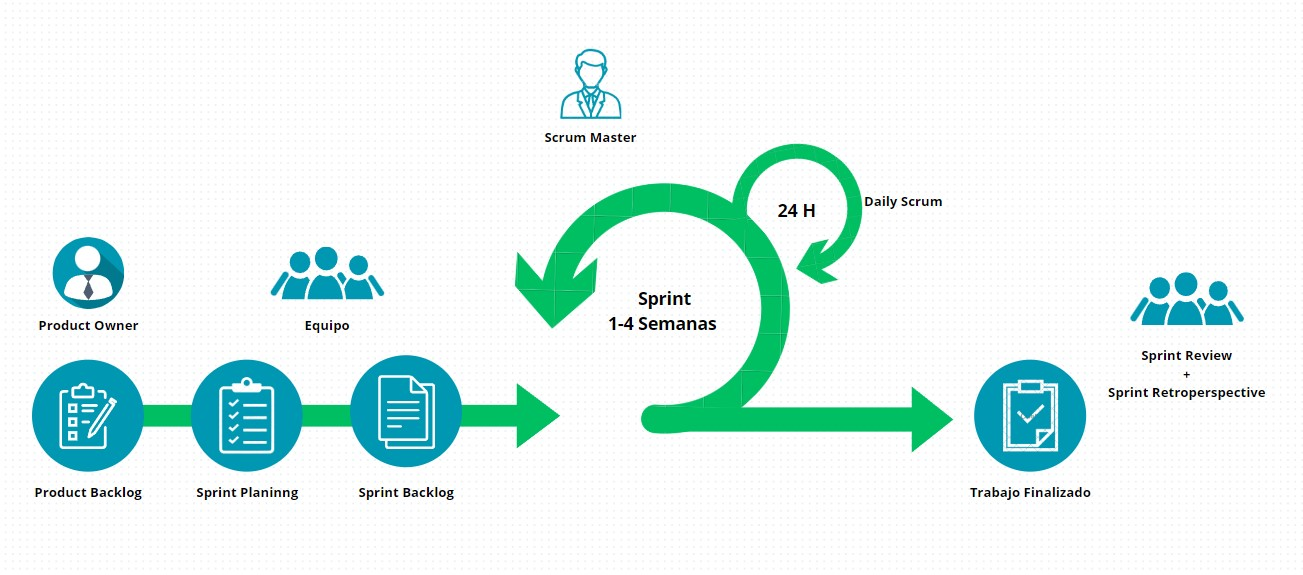 Scrum Master
24 H
Daily Scrum
Sprint
1-4 Semanas
Product Owner
Equipo
Sprint Review
+
Sprint Retroperspective
Product Backlog
Sprint Planinng
Sprint Backlog
Trabajo Finalizado